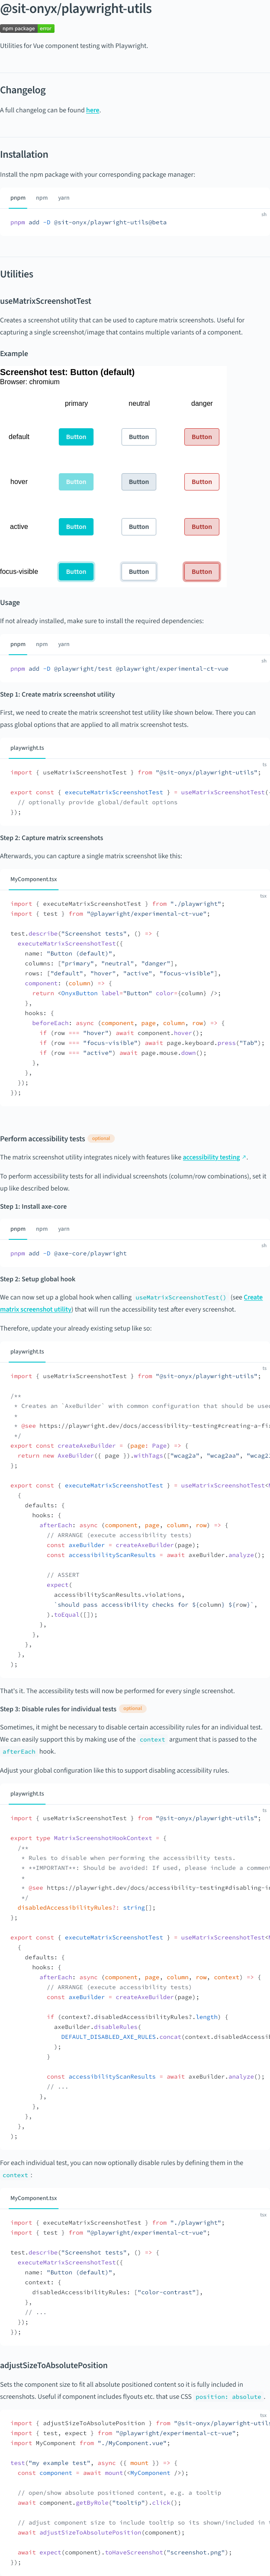 @sit-onyx/playwright-utils
npm package error
Utilities for Vue component testing with Playwright.
Changelog
A full changelog can be found here.
Installation
Install the npm package with your corresponding package manager:
pnpm npm yarn
sh
pnpm add -D @sit-onyx/playwright-utils@beta
Utilities
useMatrixScreenshotTest
Creates a screenshot utility that can be used to capture matrix screenshots. Useful for
capturing a single screenshot/image that contains multiple variants of a component.
Example
Screenshot test: Button (default)
Browser: chromium
primary neutral danger
default Button Button Button
hover Button Button Button
active Button Button Button
focus-visible Button Button Button
Usage
If not already installed, make sure to install the required dependencies:
pnpm npm yarn
sh
pnpm add -D @playwright/test @playwright/experimental-ct-vue
Step 1: Create matrix screenshot utility
First, we need to create the matrix screenshot test utility like shown below. There you can
pass global options that are applied to all matrix screenshot tests.
playwright.ts
ts
import { useMatrixScreenshotTest } from "@sit-onyx/playwright-utils";
export const { executeMatrixScreenshotTest } = useMatrixScreenshotTest(
// optionally provide global/default options
});
Step 2: Capture matrix screenshots
Afterwards, you can capture a single matrix screenshot like this:
MyComponent.tsx
tsx
import { executeMatrixScreenshotTest } from "./playwright";
import { test } from "@playwright/experimental-ct-vue";
test.describe("Screenshot tests", () => {
executeMatrixScreenshotTest({
name: "Button (default)",
columns: ["primary", "neutral", "danger"],
rows: ["default", "hover", "active", "focus-visible"],
component: (column) => {
return <OnyxButton label="Button" color={column} />;
},
hooks: {
beforeEach: async (component, page, column, row) => {
if (row === "hover") await component.hover();
if (row === "focus-visible") await page.keyboard.press("Tab");
if (row === "active") await page.mouse.down();
},
},
});
});
Perform accessibility tests optional
The matrix screenshot utility integrates nicely with features like accessibility testing ↗.
To perform accessibility tests for all individual screenshots (column/row combinations), set it
up like described below.
Step 1: Install axe-core
pnpm npm yarn
sh
pnpm add -D @axe-core/playwright
Step 2: Setup global hook
We can now set up a global hook when calling useMatrixScreenshotTest() (see Create
matrix screenshot utility) that will run the accessibility test after every screenshot.
Therefore, update your already existing setup like so:
playwright.ts
ts
import { useMatrixScreenshotTest } from "@sit-onyx/playwright-utils";
/**
* Creates an `AxeBuilder` with common configuration that should be used
*
* @see https://playwright.dev/docs/accessibility-testing#creating-a-fi
*/
export const createAxeBuilder = (page: Page) => {
return new AxeBuilder({ page }).withTags(["wcag2a", "wcag2aa", "wcag2
};
export const { executeMatrixScreenshotTest } = useMatrixScreenshotTest<
{
defaults: {
hooks: {
afterEach: async (component, page, column, row) => {
// ARRANGE (execute accessibility tests)
const axeBuilder = createAxeBuilder(page);
const accessibilityScanResults = await axeBuilder.analyze();
// ASSERT
expect(
accessibilityScanResults.violations,
`should pass accessibility checks for ${column} ${row}`,
).toEqual([]);
},
},
},
},
);
That's it. The accessibility tests will now be performed for every single screenshot.
Step 3: Disable rules for individual tests optional
Sometimes, it might be necessary to disable certain accessibility rules for an individual test.
We can easily support this by making use of the context argument that is passed to the
afterEach hook.
Adjust your global configuration like this to support disabling accessibility rules.
playwright.ts
ts
import { useMatrixScreenshotTest } from "@sit-onyx/playwright-utils";
export type MatrixScreenshotHookContext = {
/**
* Rules to disable when performing the accessibility tests.
* **IMPORTANT**: Should be avoided! If used, please include a commen
*
* @see https://playwright.dev/docs/accessibility-testing#disabling-in
*/
disabledAccessibilityRules?: string[];
};
export const { executeMatrixScreenshotTest } = useMatrixScreenshotTest<
{
defaults: {
hooks: {
afterEach: async (component, page, column, row, context) => {
// ARRANGE (execute accessibility tests)
const axeBuilder = createAxeBuilder(page);
if (context?.disabledAccessibilityRules?.length) {
axeBuilder.disableRules(
DEFAULT_DISABLED_AXE_RULES.concat(context.disabledAccessib
);
}
const accessibilityScanResults = await axeBuilder.analyze();
// ...
},
},
},
},
);
For each individual test, you can now optionally disable rules by defining them in the
context :
MyComponent.tsx
tsx
import { executeMatrixScreenshotTest } from "./playwright";
import { test } from "@playwright/experimental-ct-vue";
test.describe("Screenshot tests", () => {
executeMatrixScreenshotTest({
name: "Button (default)",
context: {
disabledAccessibilityRules: ["color-contrast"],
},
// ...
});
});
adjustSizeToAbsolutePosition
Sets the component size to fit all absolute positioned content so it is fully included in
screenshots. Useful if component includes flyouts etc. that use CSS position: absolute .
tsx
import { adjustSizeToAbsolutePosition } from "@sit-onyx/playwright-utils
import { test, expect } from "@playwright/experimental-ct-vue";
import MyComponent from "./MyComponent.vue";
test("my example test", async ({ mount }) => {
const component = await mount(<MyComponent />);
// open/show absolute positioned content, e.g. a tooltip
await component.getByRole("tooltip").click();
// adjust component size to include tooltip so its shown/included in t
await adjustSizeToAbsolutePosition(component);
await expect(component).toHaveScreenshot("screenshot.png");
});